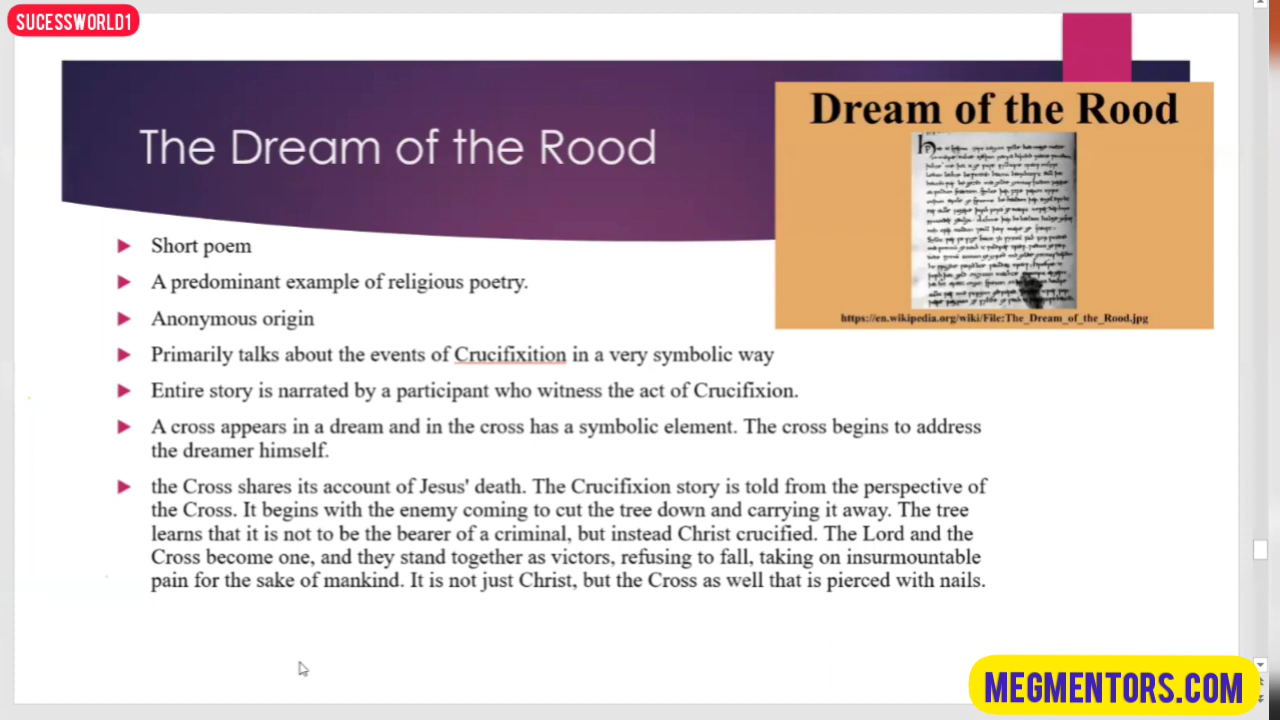 SUCESSWORLD1
The Dream of the Rood
Dream of the Rood
https://en.wikipedia.org/wiki/File:The_Dream_of_the_Rood.jpg
Short poem
A predominant example of religious poetry.
Anonymous origin
Primarily talks about the events of Crucifixition in a very symbolic way
Entire story is narrated by a participant who witness the act of Crucifixion.
A cross appears in a dream and in the cross has a symbolic element. The cross begins to address
the dreamer himself.
the Cross shares its account of Jesus' death. The Crucifixion story is told from the perspective of
the Cross. It begins with the enemy coming to cut the tree down and carrying it away. The tree
learns that it is not to be the bearer of a criminal, but instead Christ crucified. The Lord and the
Cross become one, and they stand together as victors, refusing to fall, taking on insurmountable
pain for the sake of mankind. It is not just Christ, but the Cross as well that is pierced with nails.
MEGMENTORS.COM